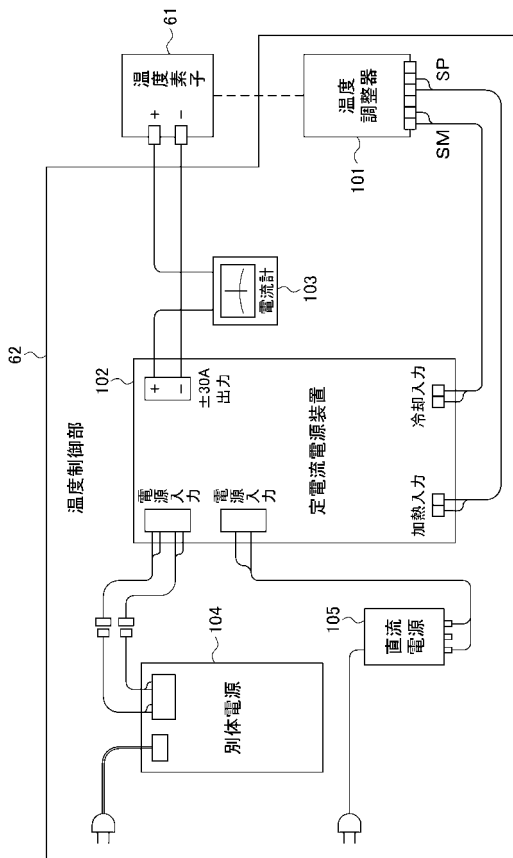 62
温度制御部
104
別体電源
105
直流
電源
102
電源
入力
電源
入力
+
−
±30A
出力
定電流電源装置
加熱入力
冷却入力
電流計
103
61
温度
素子
+
−
温度
調整器
101
SM
SP